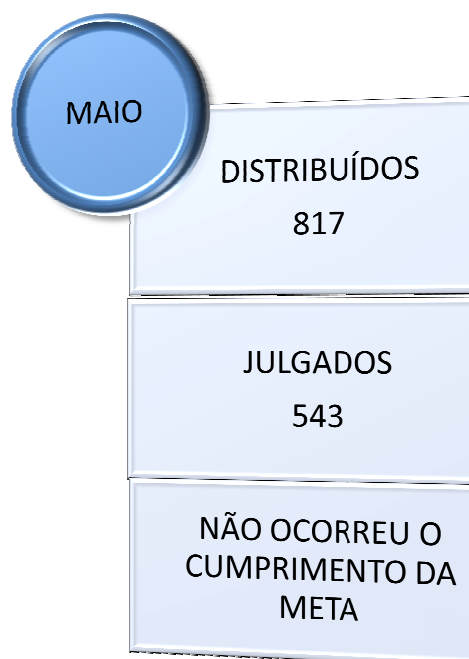 MAIO
DISTRIBUÍDOS
817
JULGADOS
543
NÃO OCORREU O
CUMPRIMENTO DA
META